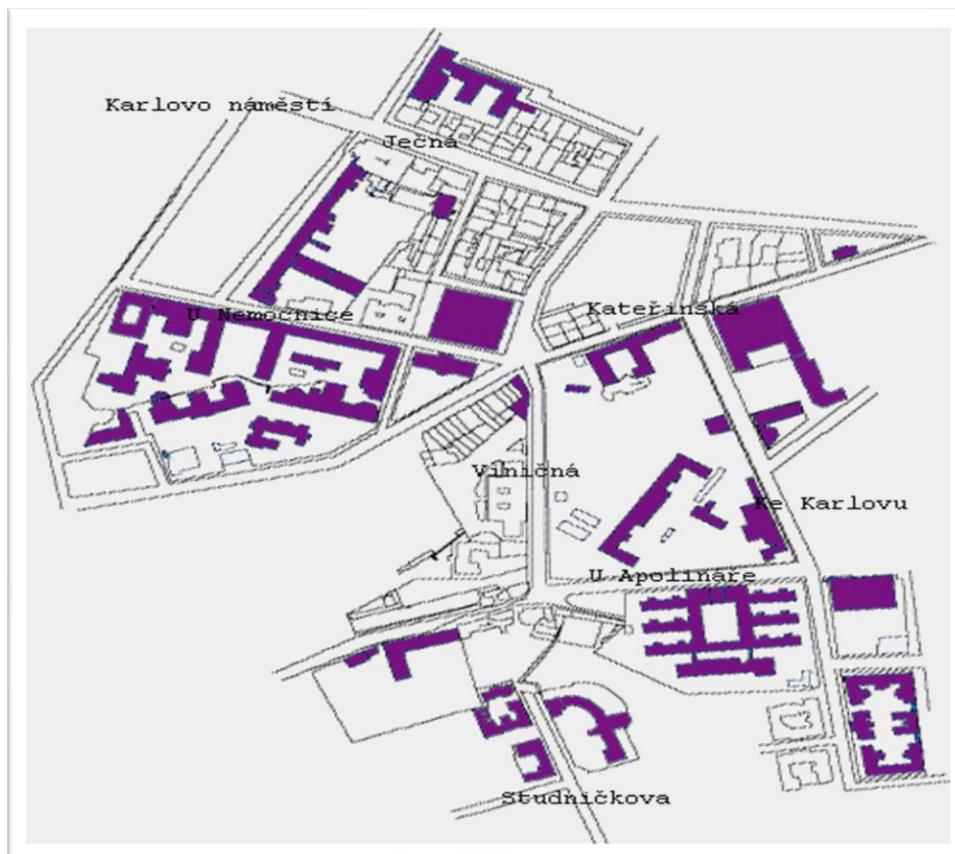 Karlovo náměstí
Ječná
Kateřinská
U Nemocnice
Viničná
Ke Karlovu
U Apolináře
Studničkova